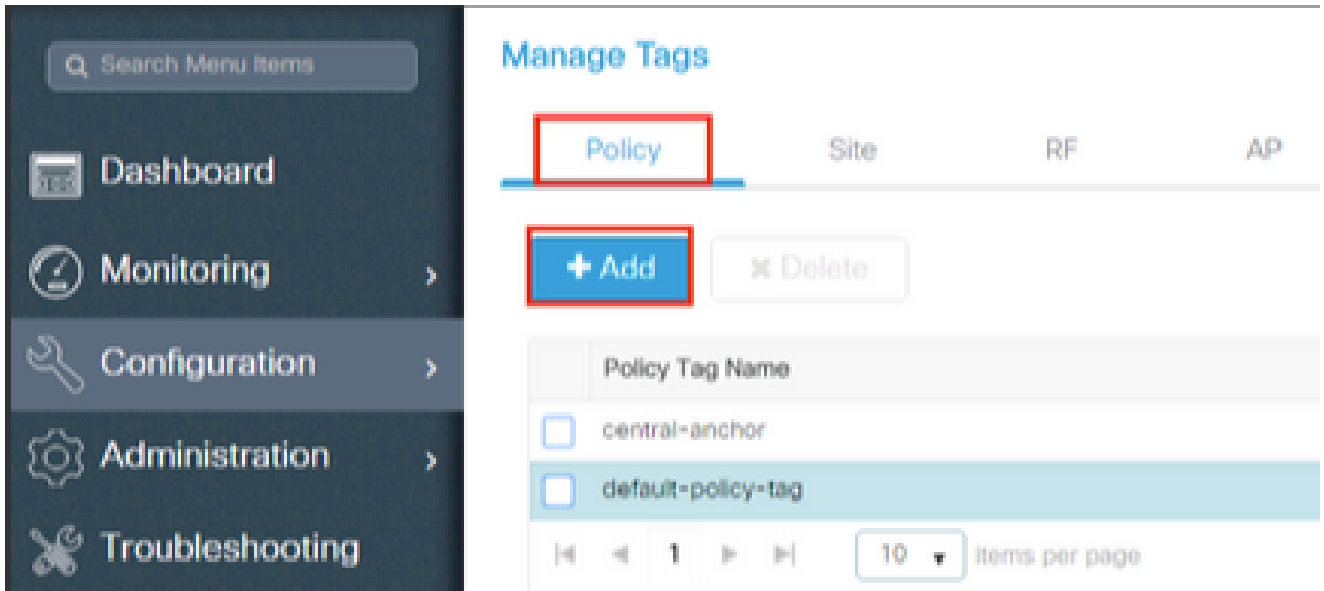 Search Menu Items
Dashboard
Monitoring
Configuration
Administration
Troubleshooting
Manage Tags
Policy
Site
RF
AP
+ Add
✖ Delete
Policy Tag Name
central-anchor
default-policy-tag
1
10
items per page